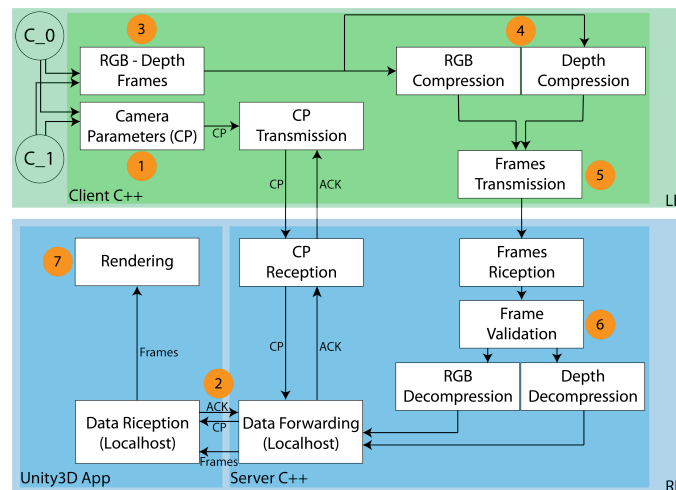 C_0
3
4
RGB - Depth
Frames
RGB
Compression
Depth
Compression
Camera
Parameters (CP)
CP
CP
Transmission
C_1
1
Frames
Transmission
5
CP
ACK
Client C++
7
Rendering
CP
Reception
Frames
Riception
Frame
Validation
6
Frames
CP
ACK
RGB
Decompression
Depth
Decompression
2
ACK
CP
Frames
Data Riception
(Localhost)
Data Forwarding
(Localhost)
Unity3D App
Server C++